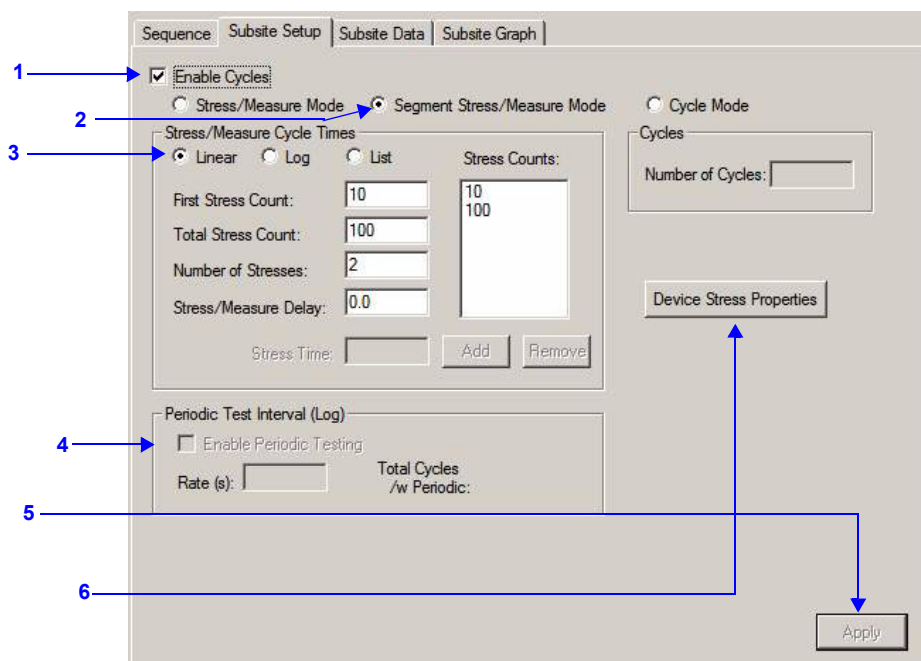 Sequence Subsite Setup Subsite Data Subsite Graph
1 Enable Cycles
2 Stress/Measure Mode Segment Stress/Measure Mode Cycle Mode
Stress/Measure Cycle Times
3 Linear Log List Stress Counts:
Cycles
Number of Cycles:
First Stress Count: 10
10
100
Total Stress Count: 100
Number of Stresses: 2
Stress/Measure Delay: 0.0
Device Stress Properties
Stress Time: Add Remove
Periodic Test Interval (Log)
4 Enable Periodic Testing
Rate (s): Total Cycles
/w Periodic:
5
6
Apply